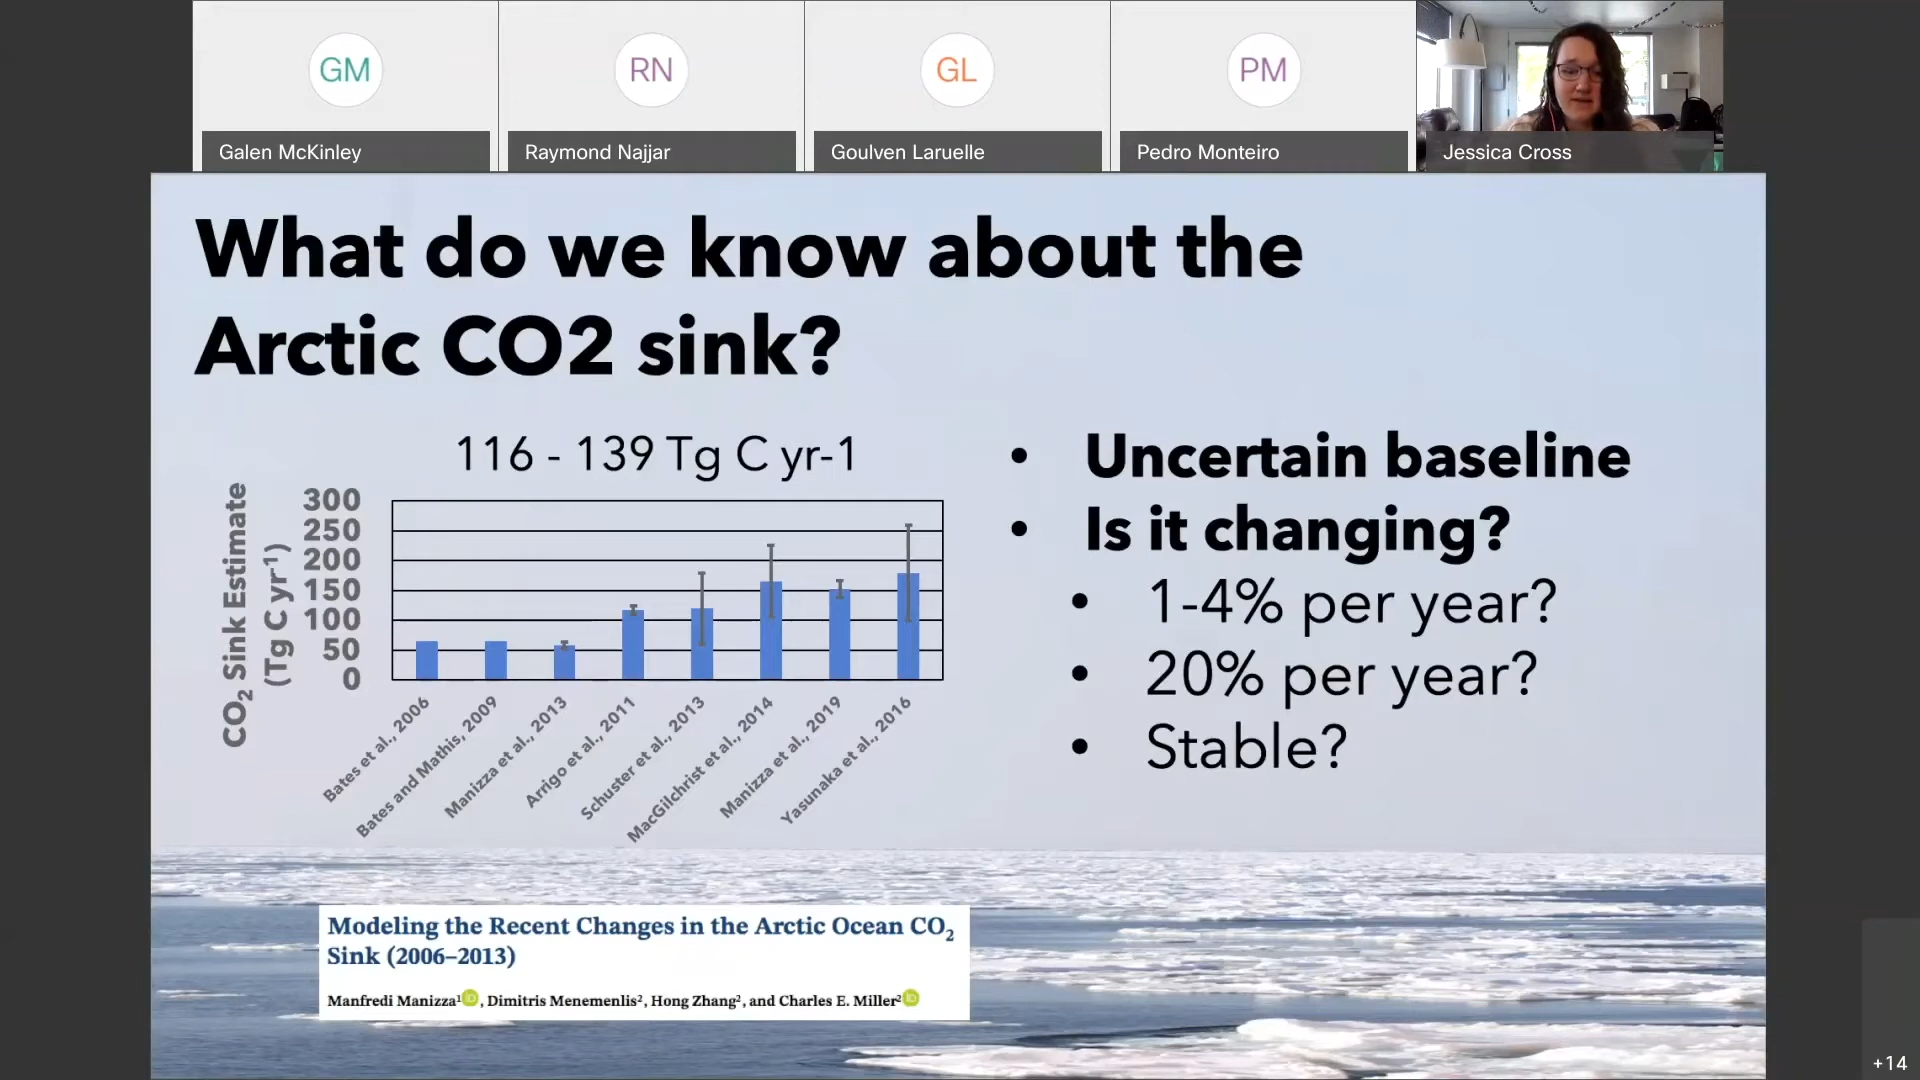 GM
RN
GL
PM
Galen McKinley
Raymond Najjar
Goulven Laruelle
Pedro Monteiro
Jessica Cross
What do we know about the
Arctic CO2 sink?
116 - 139 Tg C yr-1
CO₂ Sink Estimate
(Tg C yr⁻¹)
300
250
200
150
100
50
0
Bates et al., 2006
Bates and Mathis, 2009
Manizza et al., 2013
Arrigo et al., 2011
Schuster et al., 2013
MacGilchrist et al., 2014
Manizza et al., 2019
Yasunaka et al., 2016
• Uncertain baseline
• Is it changing?
• 1-4% per year?
• 20% per year?
• Stable?
Modeling the Recent Changes in the Arctic Ocean CO₂
Sink (2006–2013)
Manfredi Manizza¹ iD, Dimitris Menemenlis², Hong Zhang², and Charles E. Miller² iD
+14